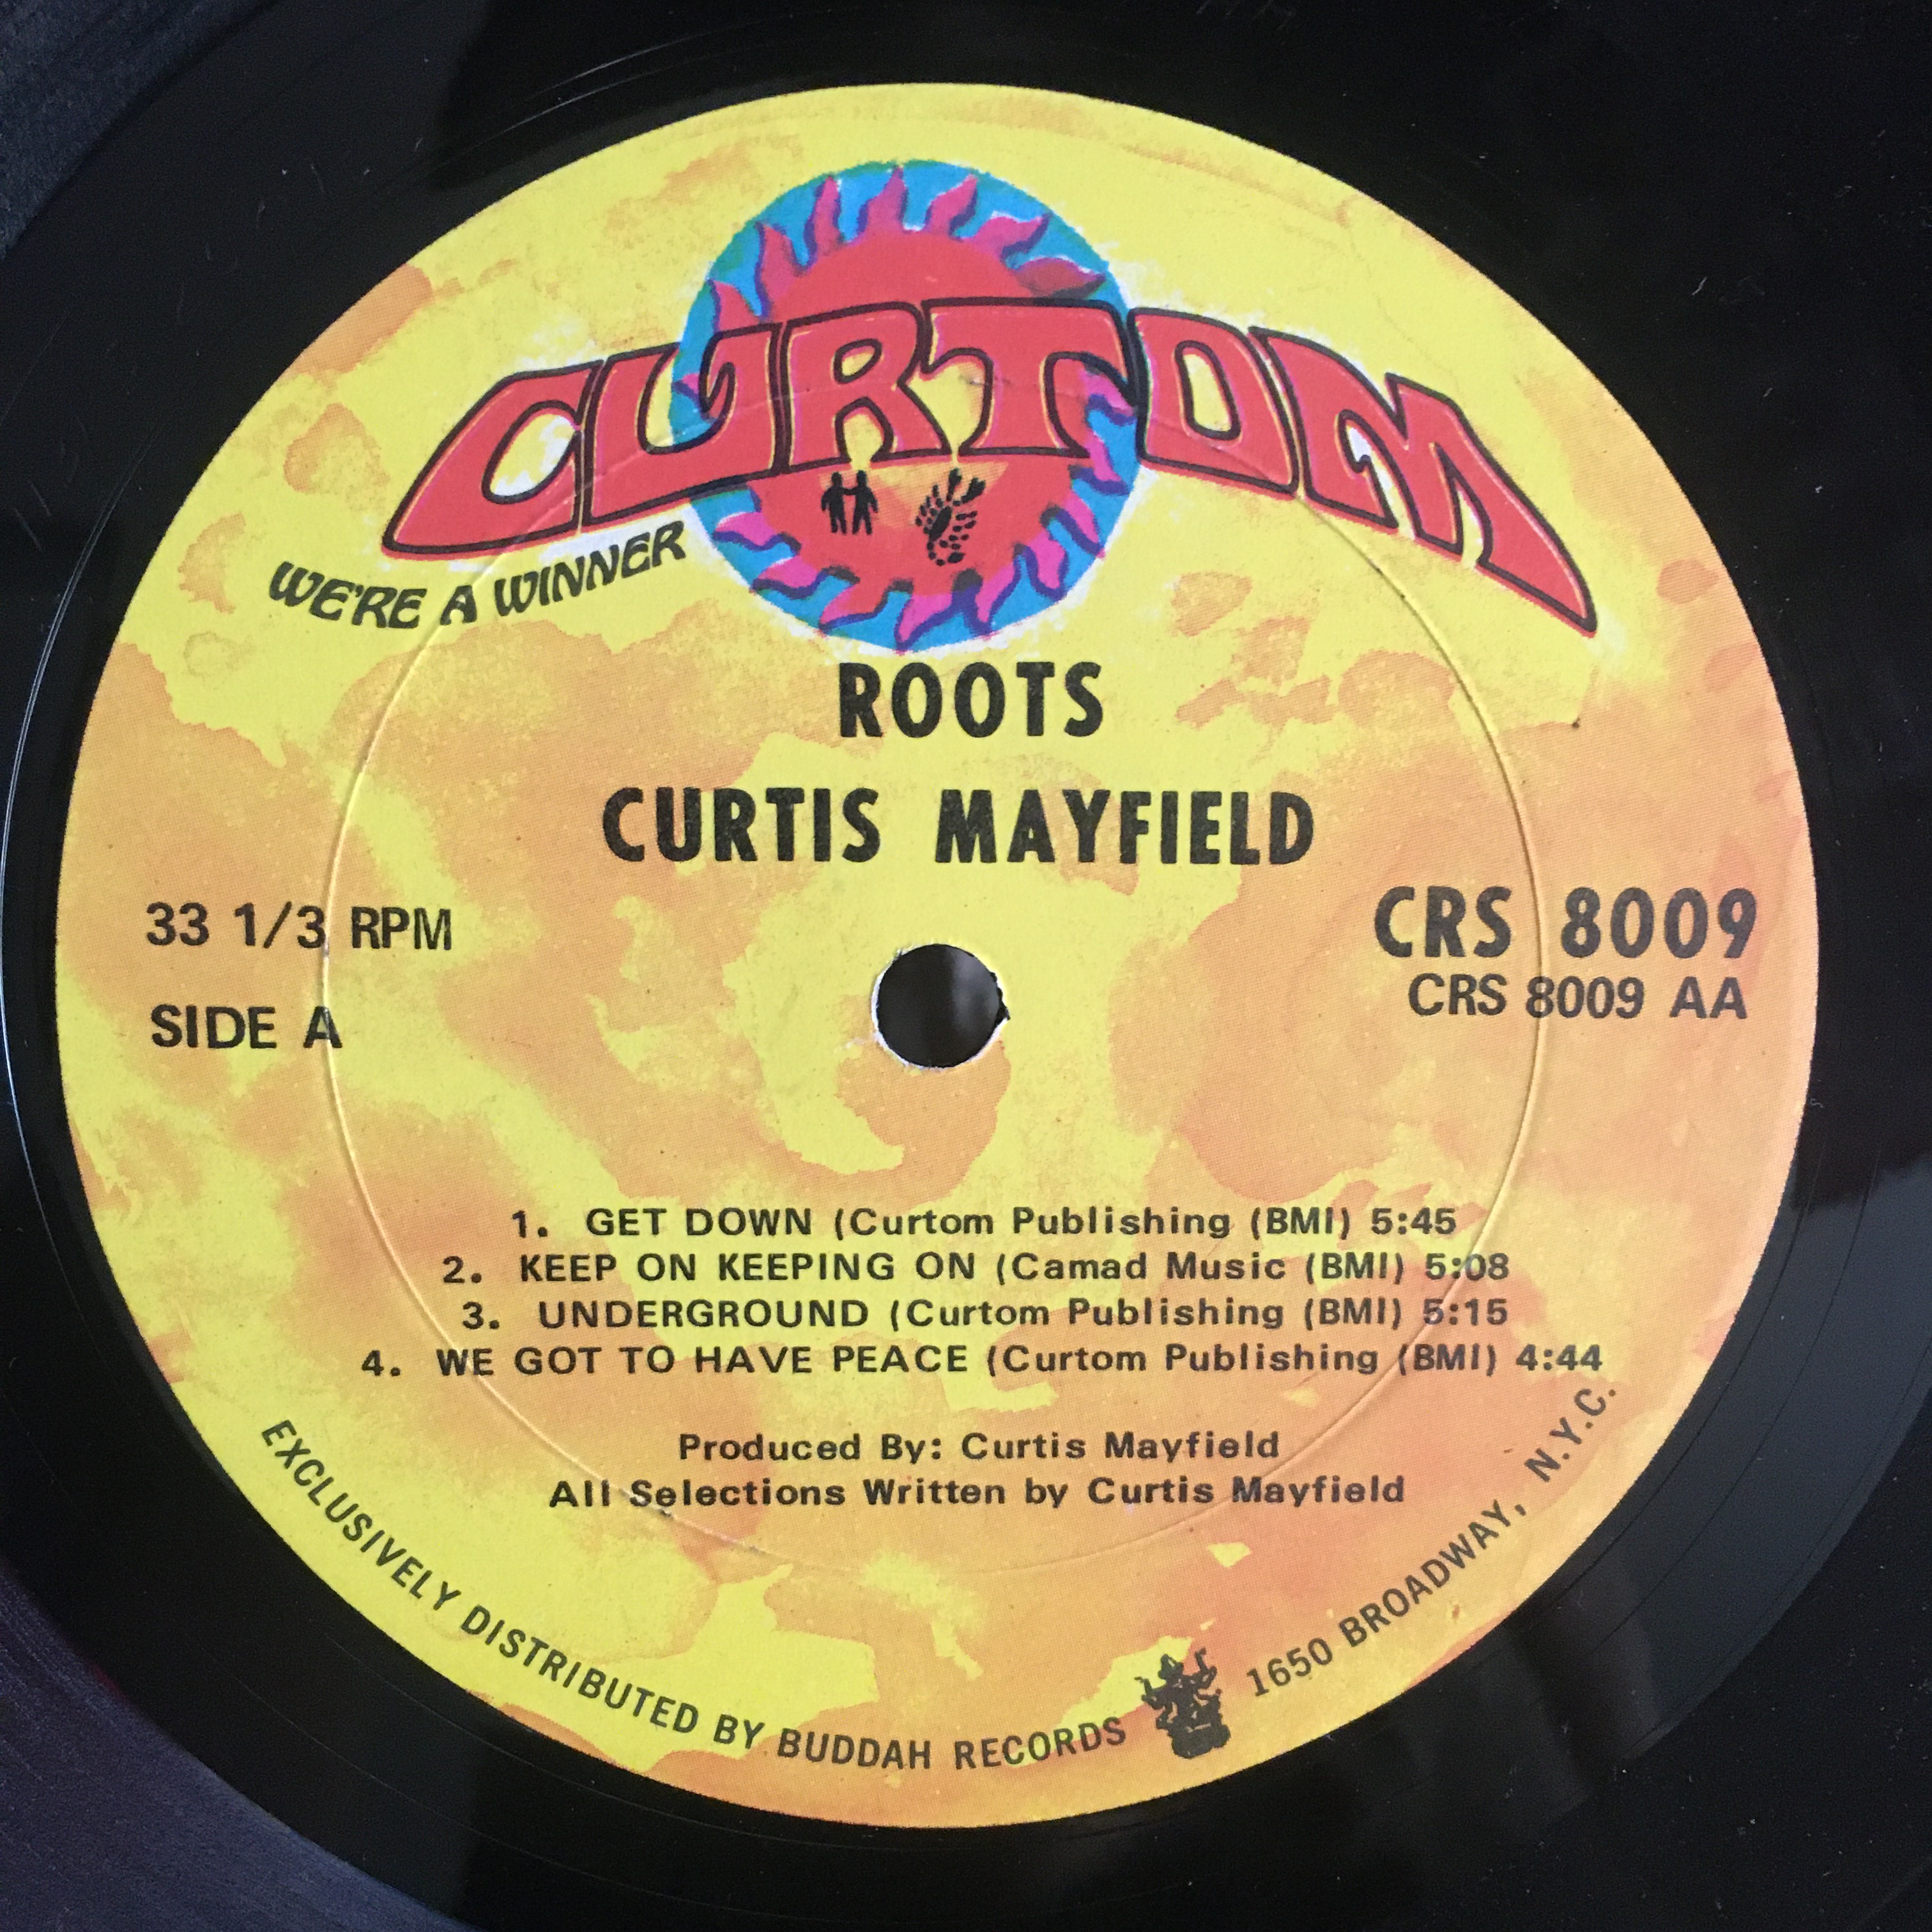 CURTOM
WE'RE A WINNER
ROOTS
CURTIS MAYFIELD
33 1/3 RPM
SIDE A
CRS 8009
CRS 8009 AA
1. GET DOWN (Curtom Publishing (BMI) 5:45
2. KEEP ON KEEPING ON (Camad Music (BMI) 5:08
3. UNDERGROUND (Curtom Publishing (BMI) 5:15
4. WE GOT TO HAVE PEACE (Curtom Publishing (BMI) 4:44
Produced By: Curtis Mayfield
All Selections Written by Curtis Mayfield
EXCLUSIVELY DISTRIBUTED BY BUDDAH RECORDS 1650 BROADWAY, N.Y.C.